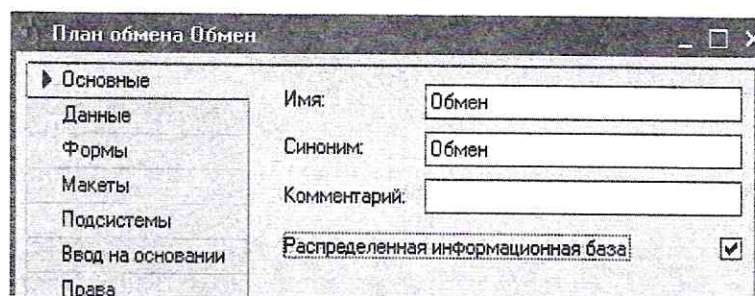 План обмена Обмен
Основные
Данные
Формы
Макеты
Подсистемы
Ввод на основании
Права
Имя: Обмен
Синоним: Обмен
Комментарий:
Распределенная информационная база